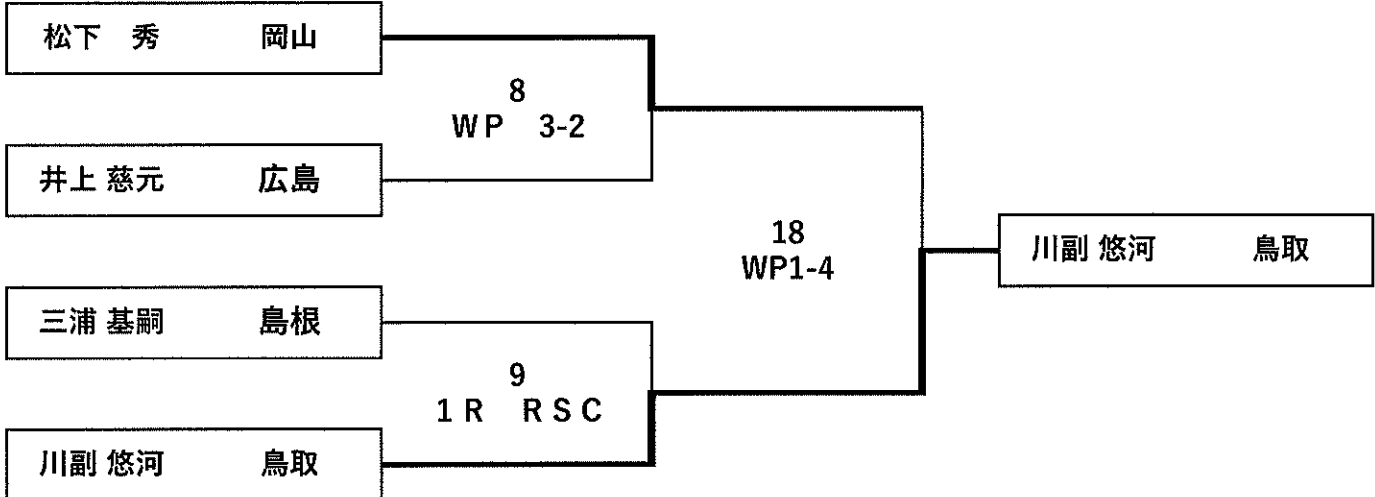 松下　秀　　岡山
8
WP　3-2
井上 慈元　　広島
18
WP1-4
川副 悠河　　鳥取
三浦 基嗣　　島根
9
1R　RSC
川副 悠河　　鳥取